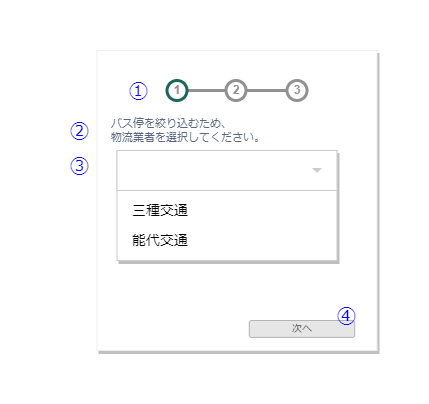 ① 1 2 3
② バス停を絞り込むため、
物流業者を選択してください。
③
三種交通
能代交通
④
次へ